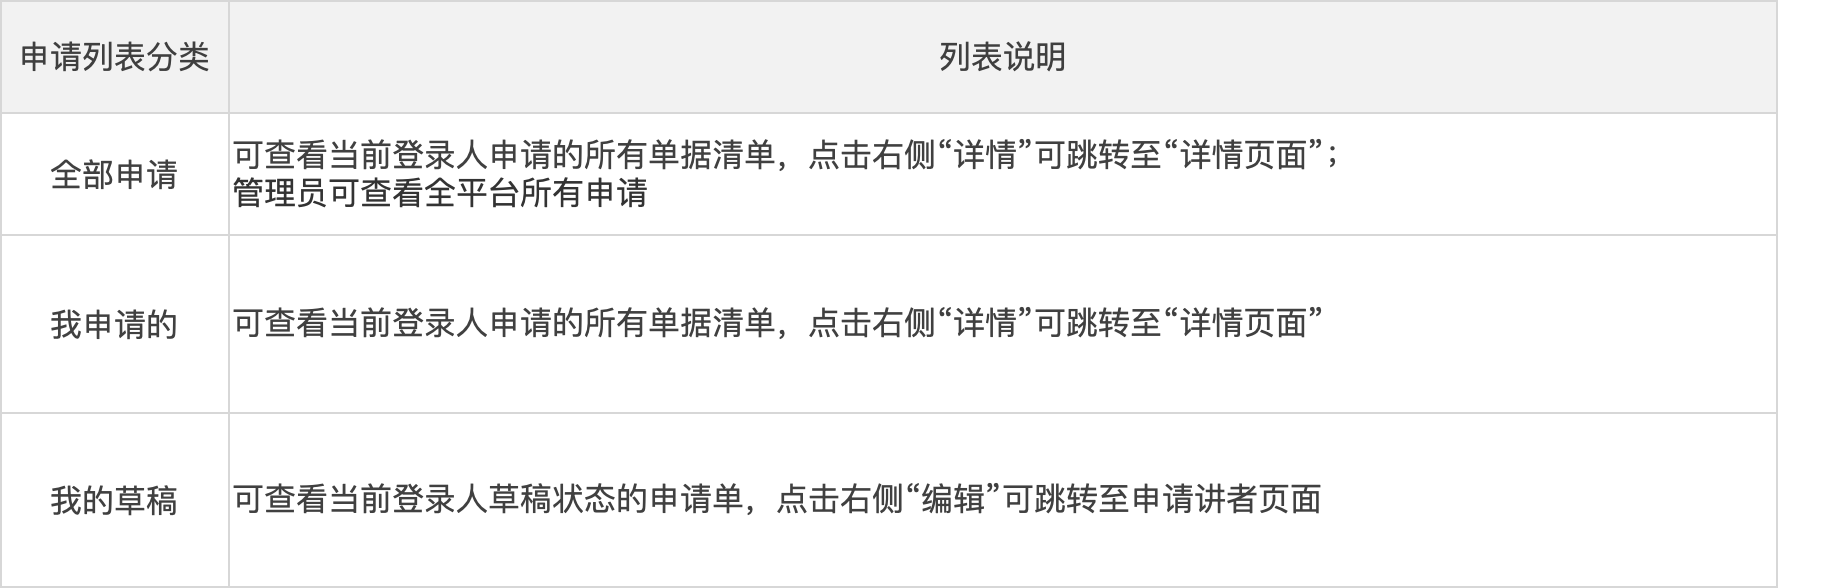 申请列表分类
列表说明
全部申请
可查看当前登录人申请的所有单据清单，点击右侧“详情”可跳转至“详情页面”；
管理员可查看全平台所有申请
我申请的
可查看当前登录人申请的所有单据清单，点击右侧“详情”可跳转至“详情页面”
我的草稿
可查看当前登录人草稿状态的申请单，点击右侧“编辑”可跳转至申请讲者页面